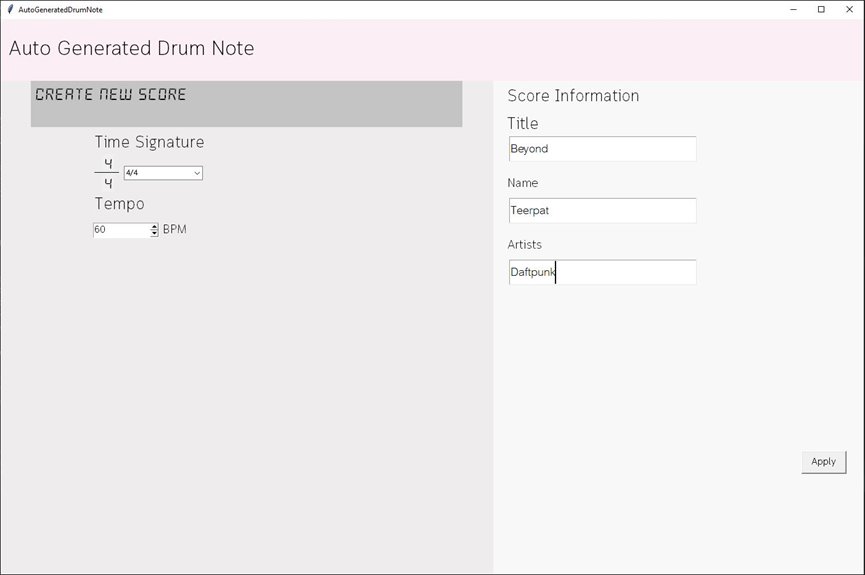 AutoGeneratedDrumNote
Auto Generated Drum Note
CREATE NEW SCORE
Time Signature
4
4
4/4
Tempo
60 BPM
Score Information
Title
Beyond
Name
Teerpat
Artists
Daftpunk
Apply